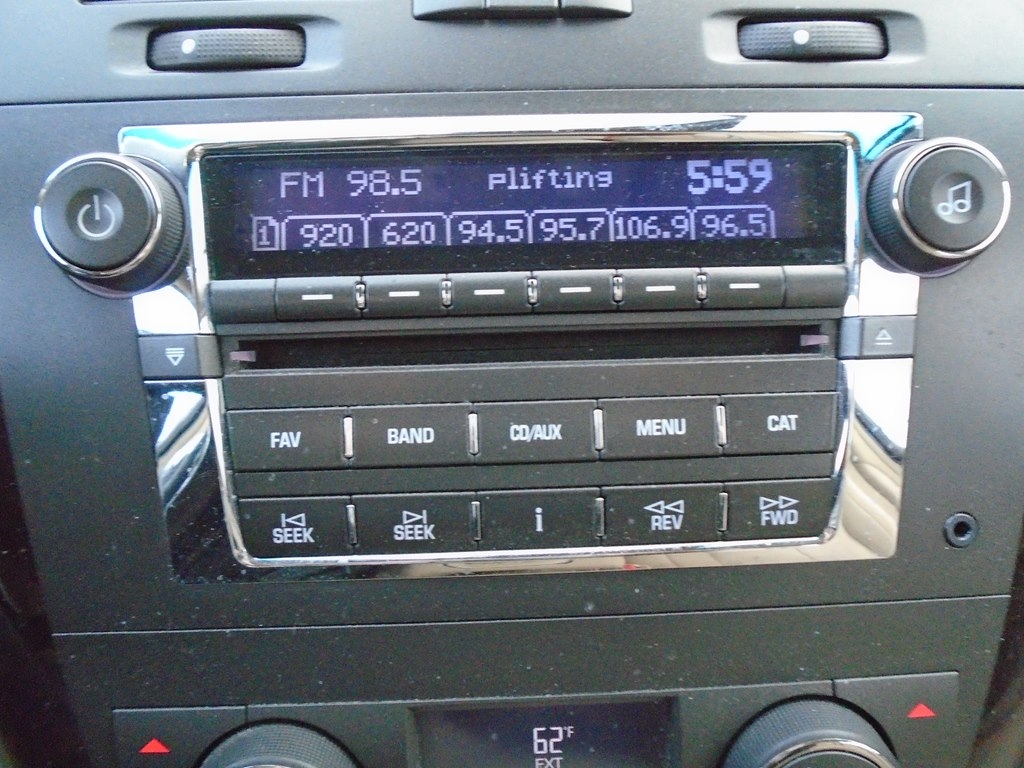 FM 98.5 plifting 5:59
1 920 620 94.5 95.7 106.9 96.5
FAV BAND CD/AUX MENU CAT
SEEK SEEK i REV FWD
62°F
EXT